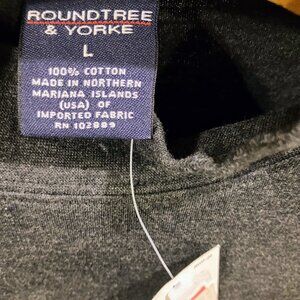 ROUNDTREE
& YORKE
L
100% COTTON
MADE IN NORTHERN
MARIANA ISLANDS
(USA) OF
IMPORTED FABRIC
RN 102889